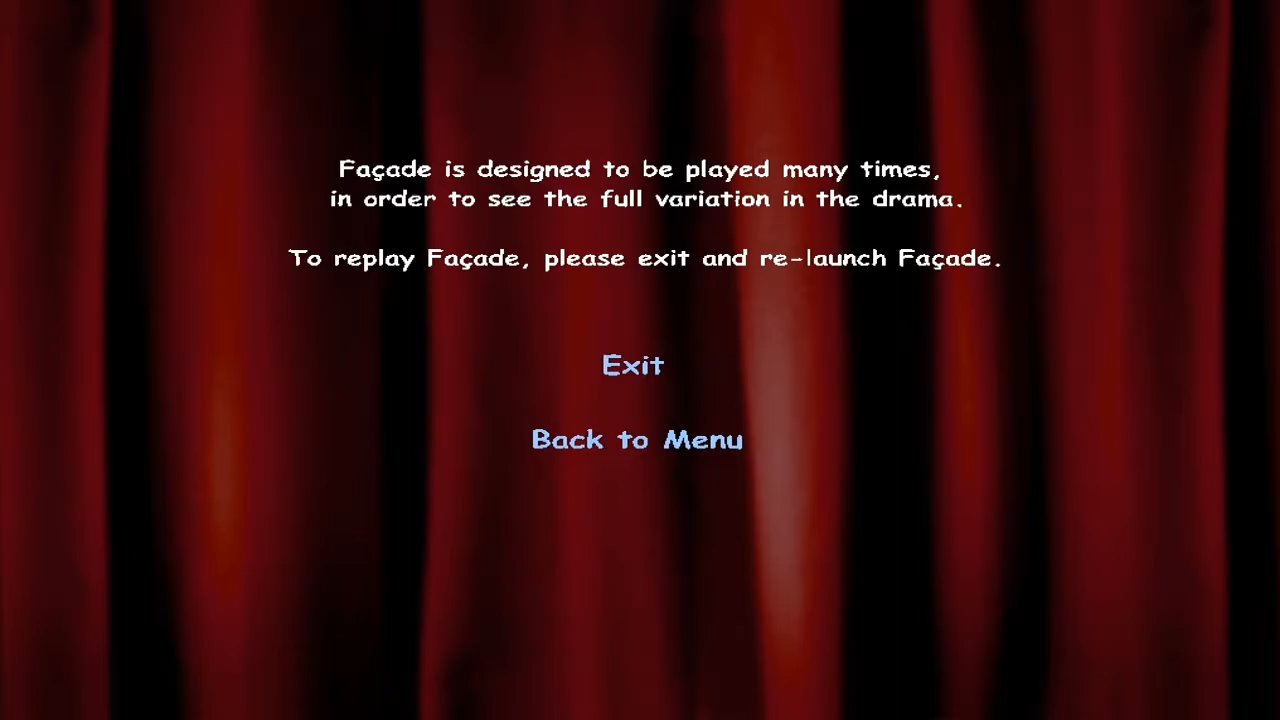 Façade is designed to be played many times,
in order to see the full variation in the drama.
To replay Façade, please exit and re-launch Façade.
Exit
Back to Menu